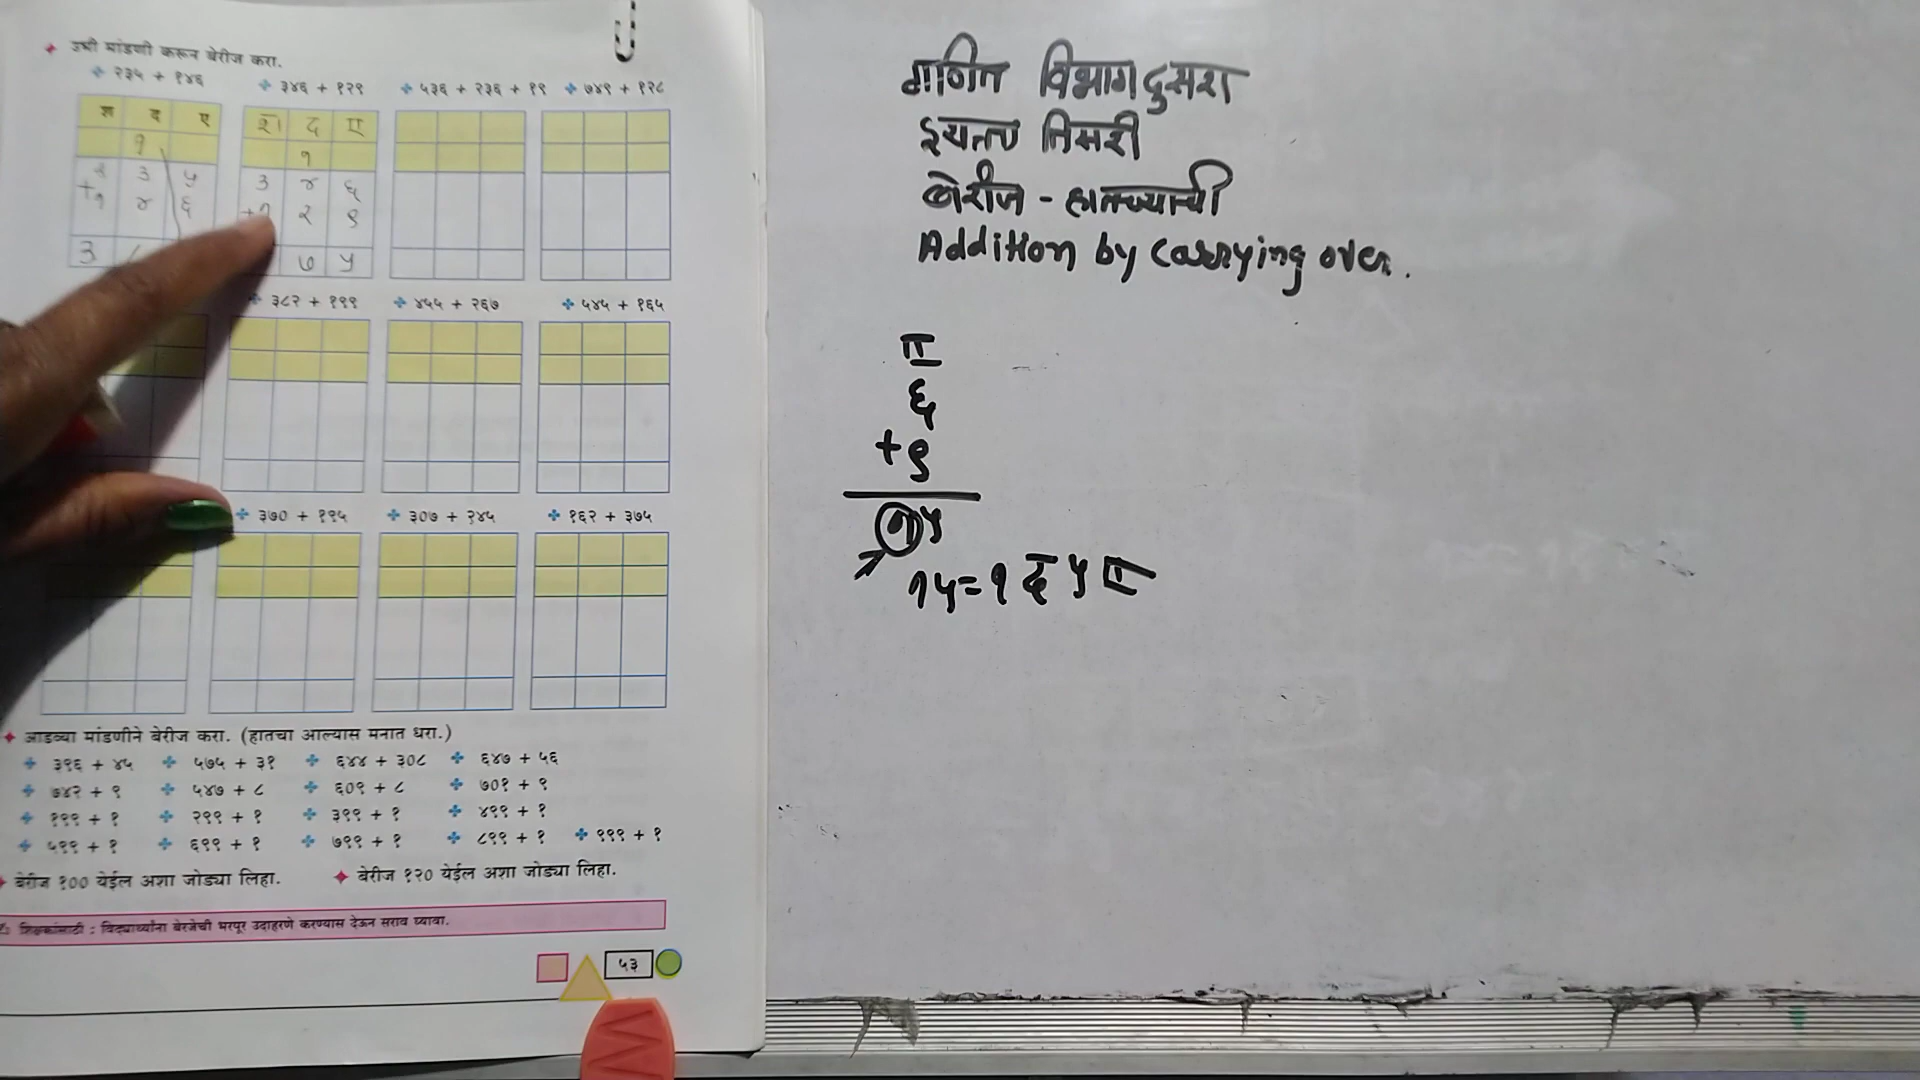 उभी मांडणी करून बेरीज करा.
२३५ + १४६
३४६ + १२९
५३६ + २३६ + १९
७४९ + १२८
श द ए
१
२ ३ ५
+१ ४ ६
३
श द ए
१
३ ४ ६
+१ २ ९
७ ५
३८२ + १९९
४५५ + २६७
५४५ + १६५
३७० + १९५
३०७ + २४५
१६२ + ३७५
आडव्या मांडणीने बेरीज करा. (हातचा आल्यास मनात धरा.)
३९६ + ४५ ५७५ + ३१ ६४४ + ३०८ ६४७ + ५६
७४२ + ९ ५४७ + ८ ६०९ + ८ ७०१ + ९
१९९ + १ २९९ + १ ३९९ + १ ४९९ + १
५९९ + १ ६९९ + १ ७९९ + १ ८९९ + १ ९९९ + १
बेरीज १०० येईल अशा जोड्या लिहा. बेरीज १२० येईल अशा जोड्या लिहा.
शिक्षकांसाठी : विद्यार्थ्यांना बेरजेची भरपूर उदाहरणे करण्यास देऊन सराव घ्यावा.
५३
गणित विभाग दुसरा
इयत्ता तिसरी
बेरीज - हातच्याची
Addition by carrying over.
ए
६
+ ९
१५
१५ = १ द ५ ए